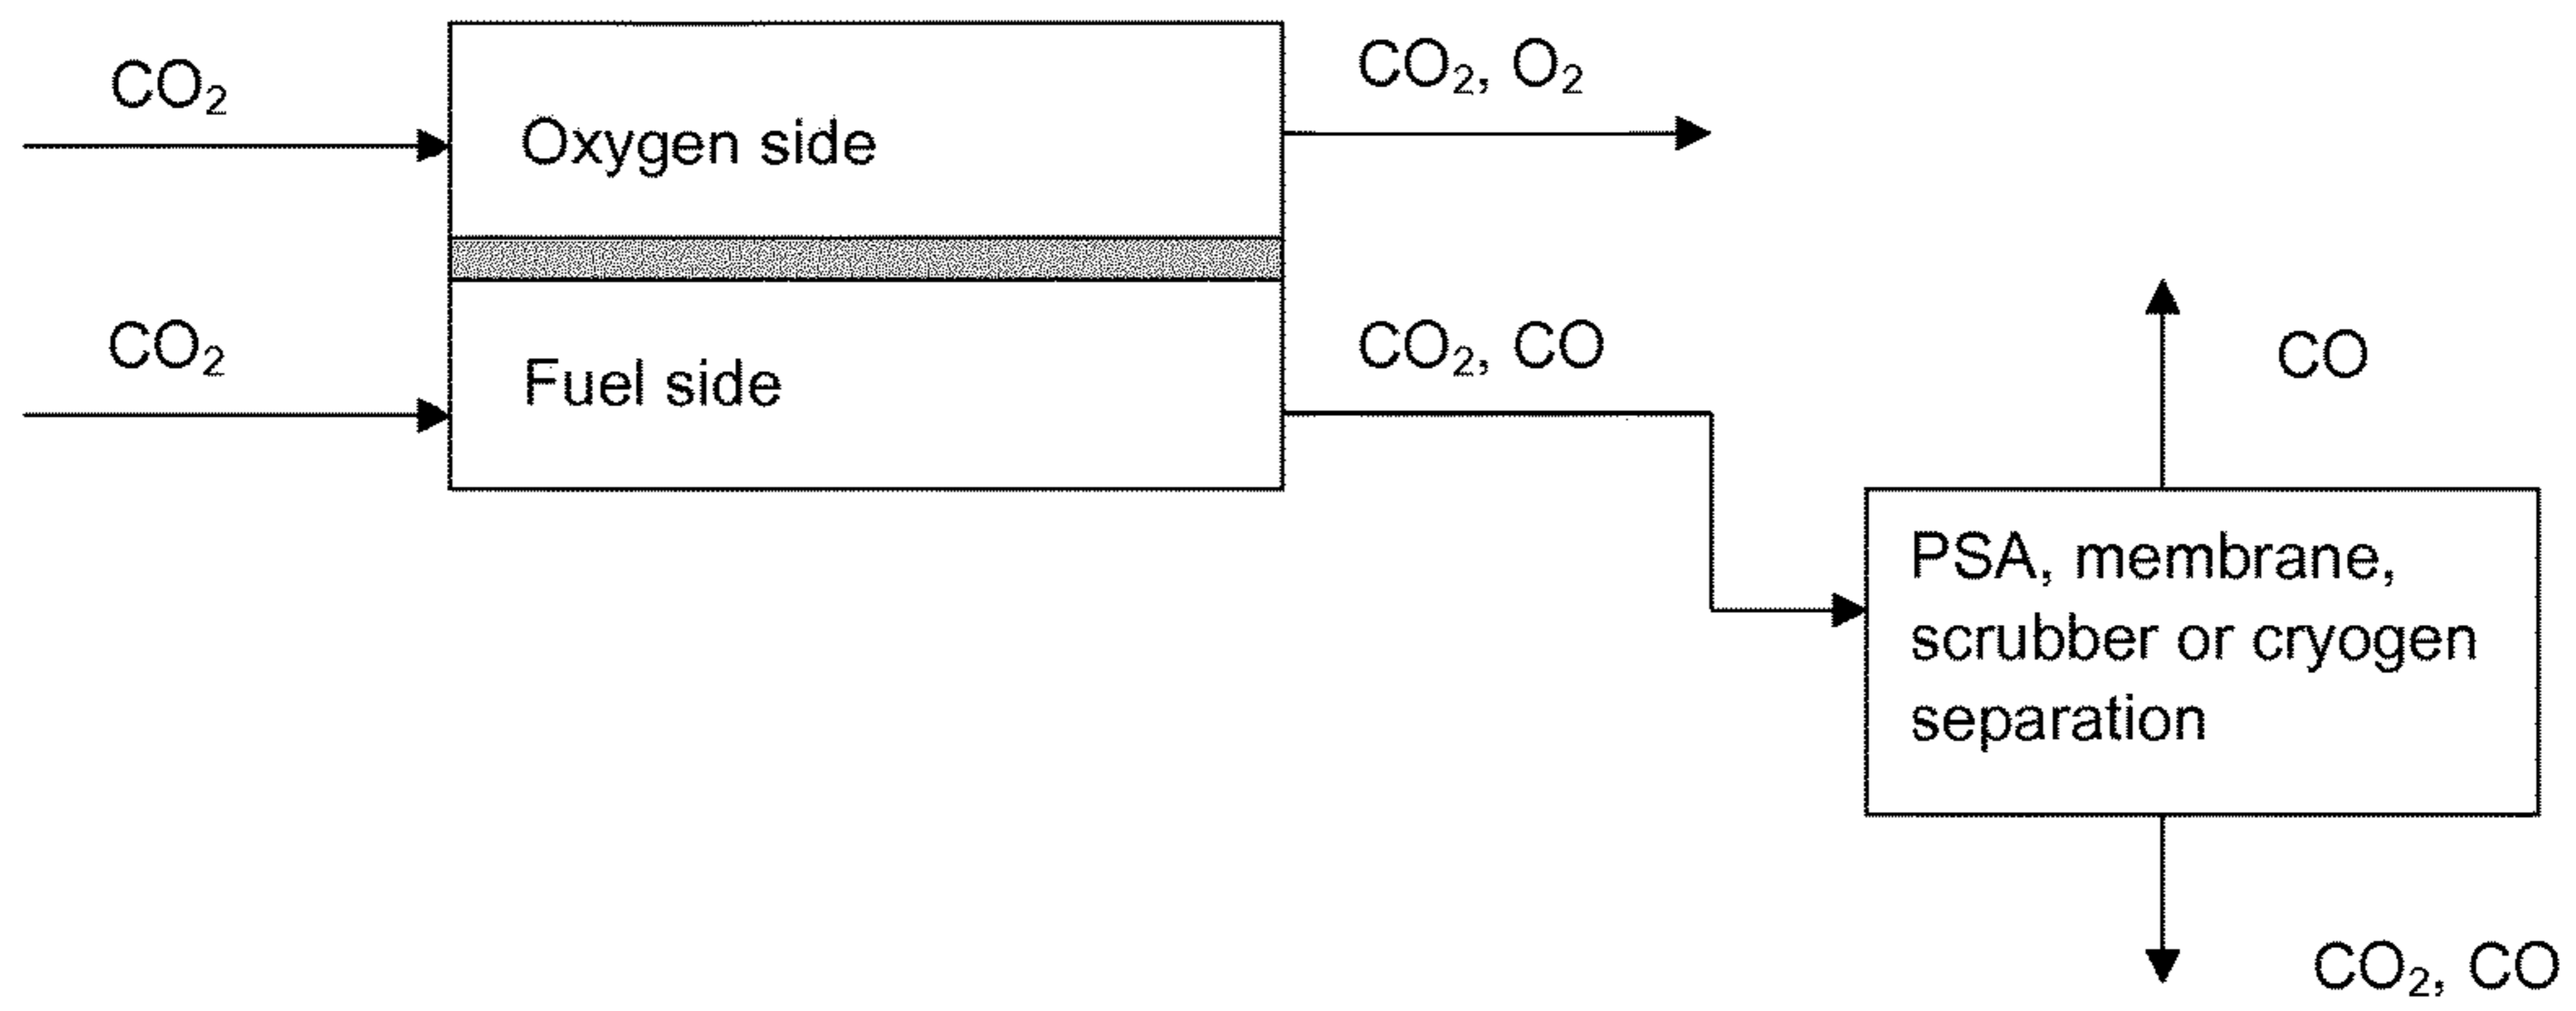 CO₂
CO₂, O₂
Oxygen side
CO₂
CO₂, CO
Fuel side
CO
PSA, membrane,
scrubber or cryogen
separation
CO₂, CO